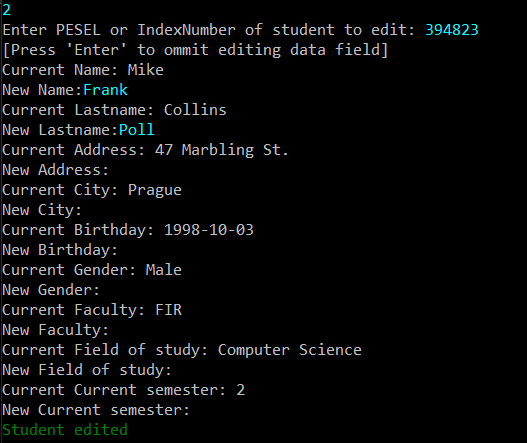 2
Enter PESEL or IndexNumber of student to edit: 394823
[Press 'Enter' to ommit editing data field]
Current Name: Mike
New Name:Frank
Current Lastname: Collins
New Lastname:Poll
Current Address: 47 Marbling St.
New Address:
Current City: Prague
New City:
Current Birthday: 1998-10-03
New Birthday:
Current Gender: Male
New Gender:
Current Faculty: FIR
New Faculty:
Current Field of study: Computer Science
New Field of study:
Current Current semester: 2
New Current semester:
Student edited